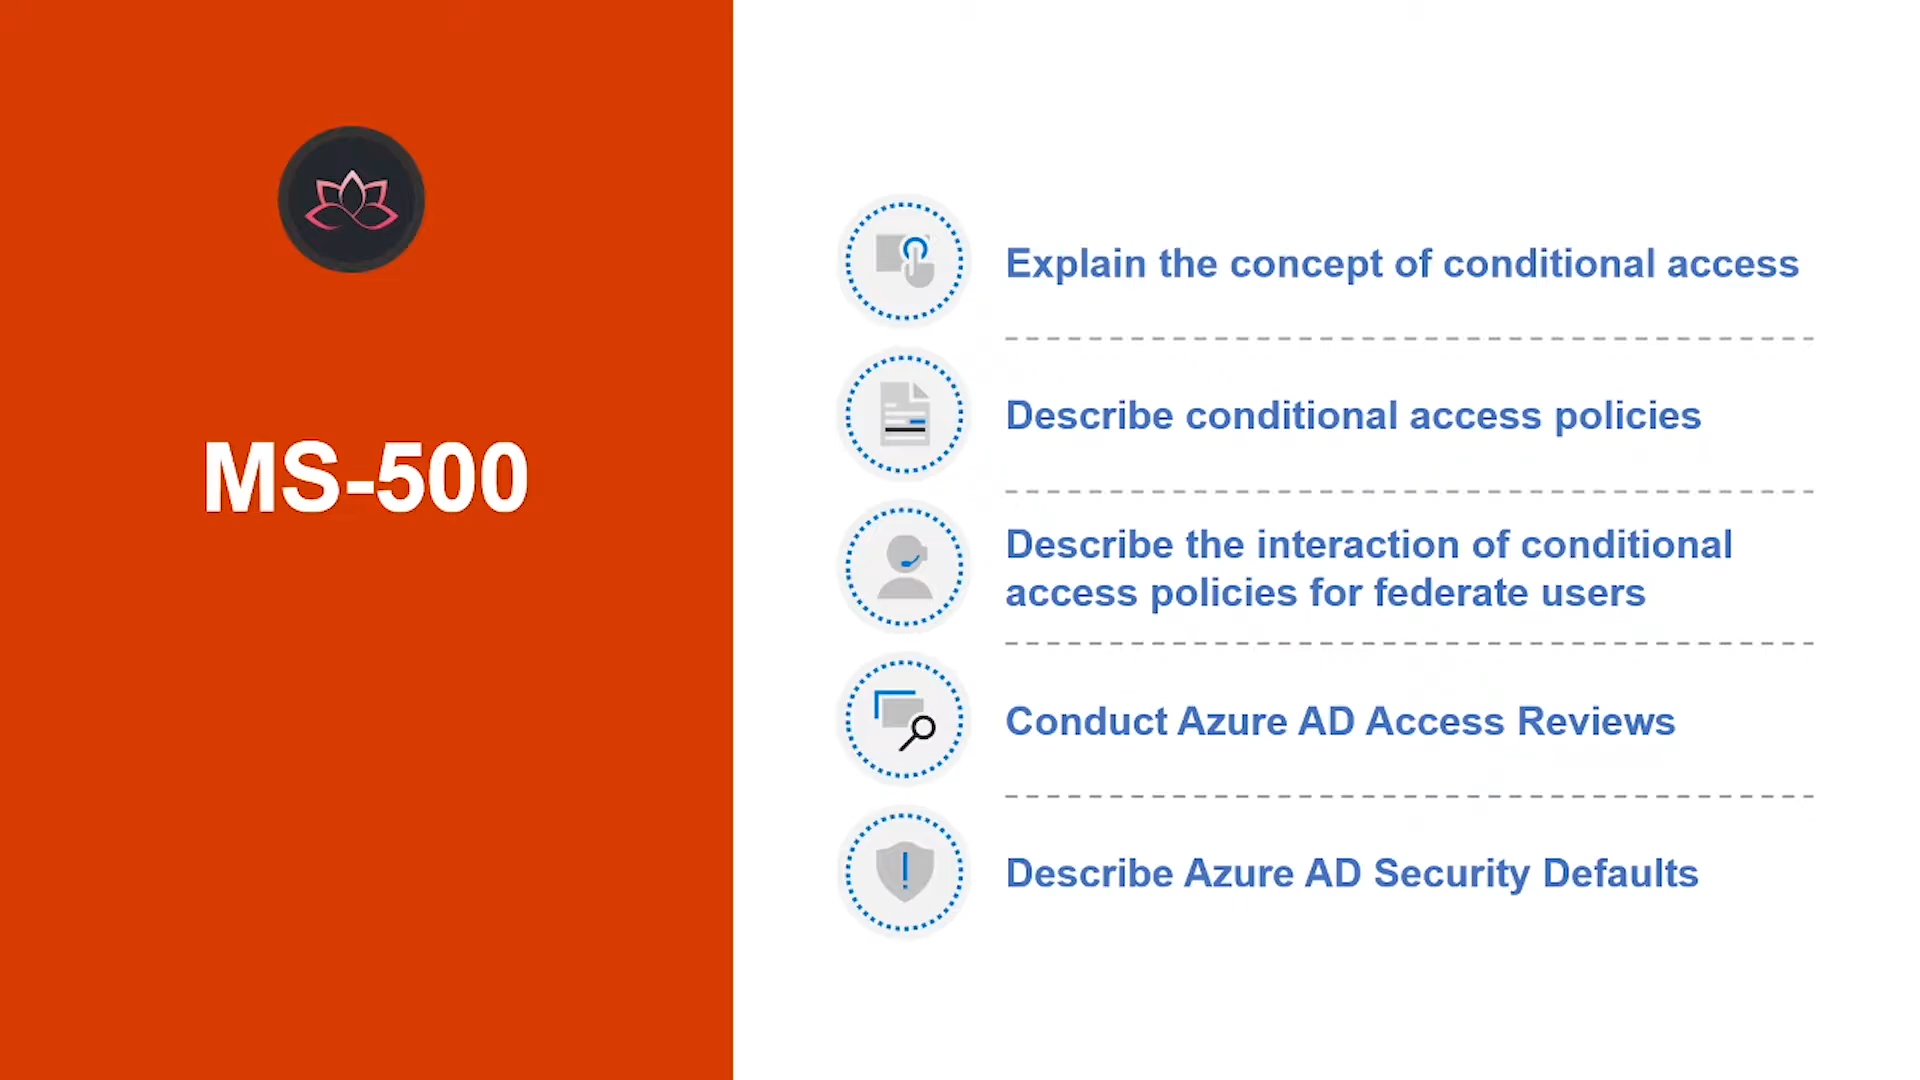 MS-500
Explain the concept of conditional access
Describe conditional access policies
Describe the interaction of conditional
access policies for federate users
Conduct Azure AD Access Reviews
Describe Azure AD Security Defaults